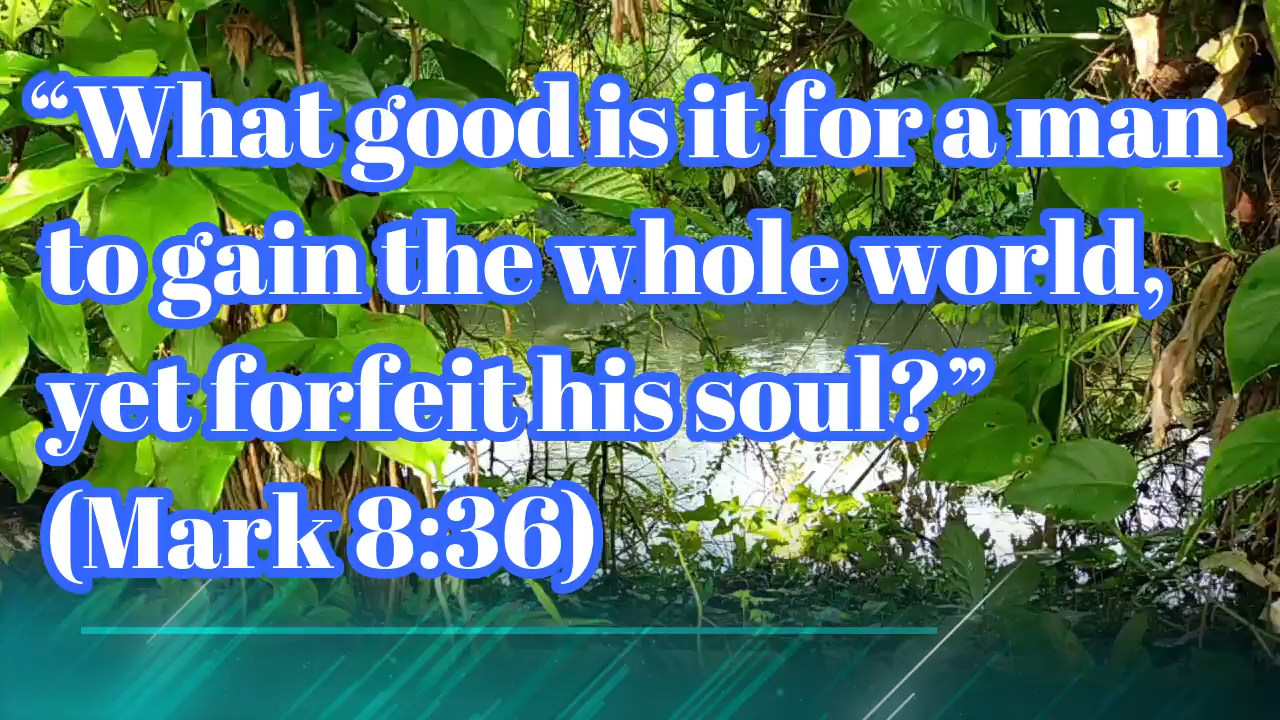 “What good is it for a man
to gain the whole world,
yet forfeit his soul?”
(Mark 8:36)